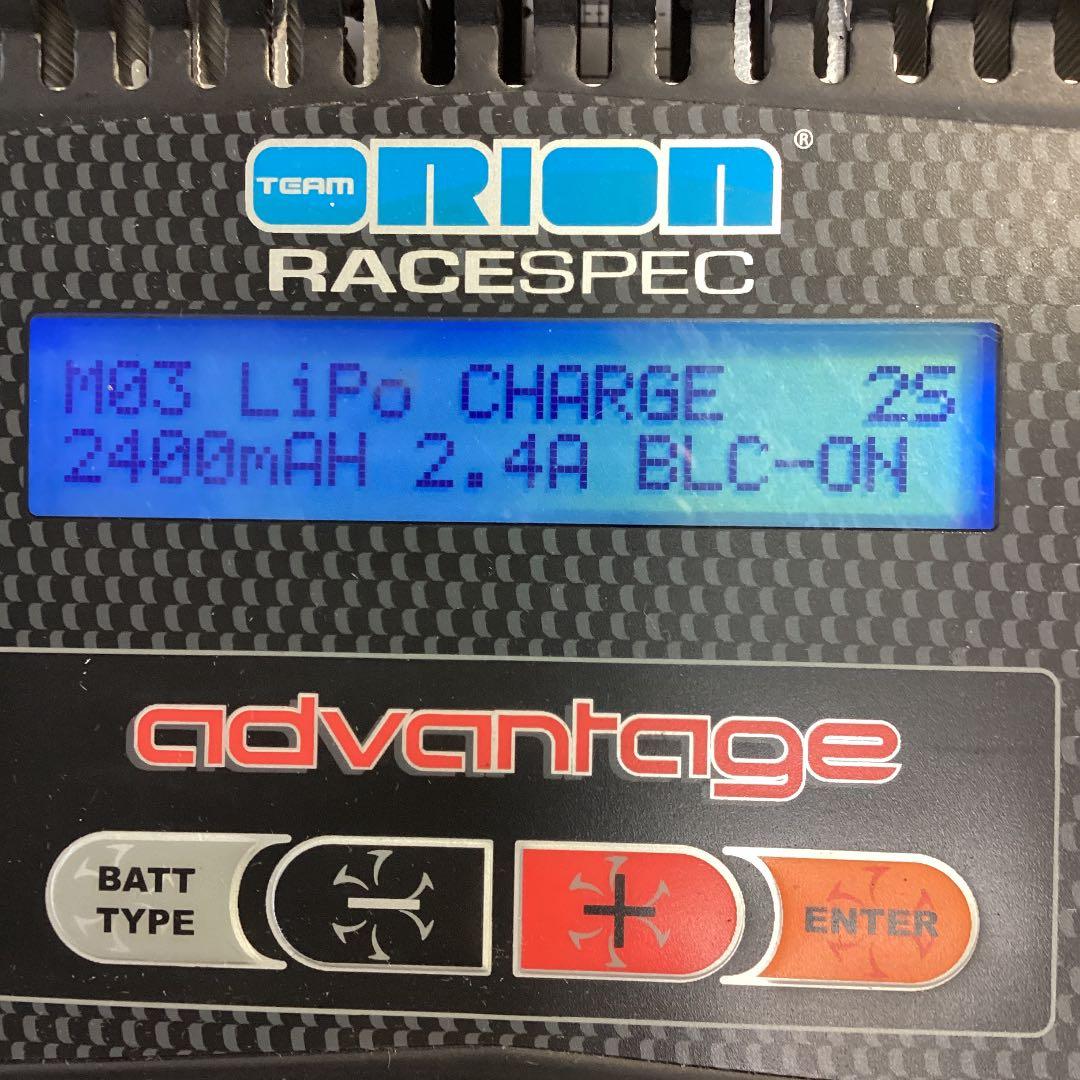 TEAM ORION®
RACESPEC
M03 LiPo CHARGE 2S
2400mAH 2.4A BLC-ON
advantage
BATT TYPE
−
+
ENTER